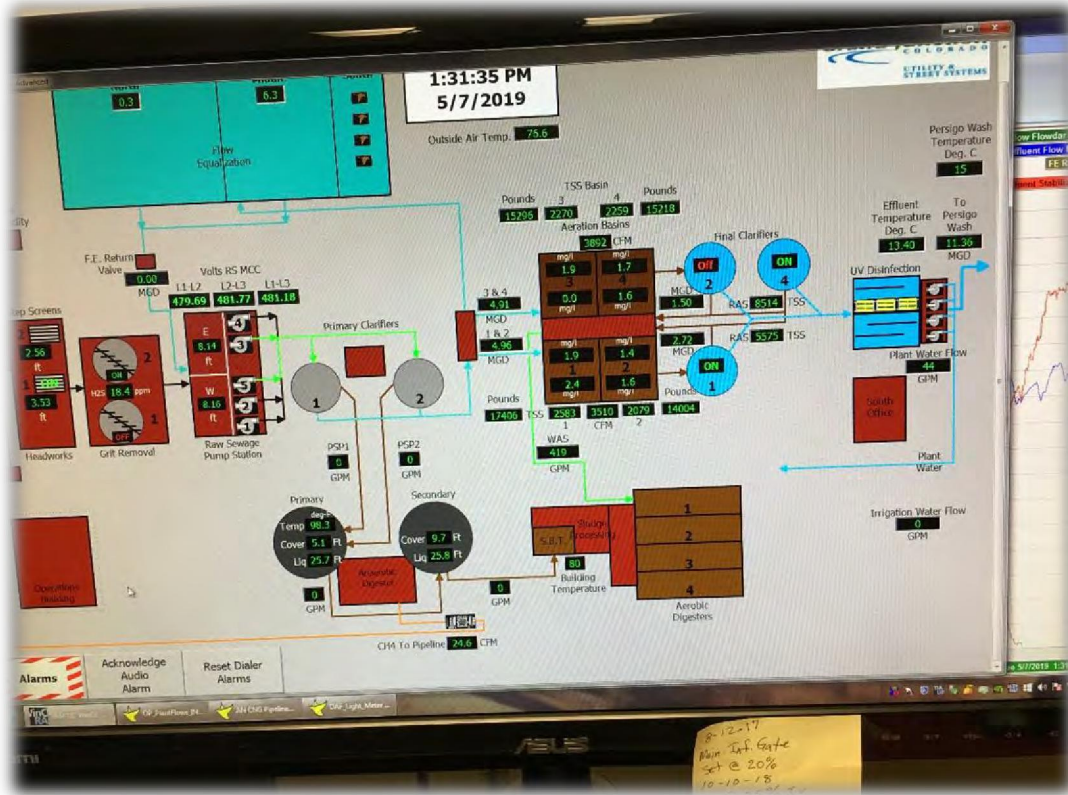 COLORADO
UTILITY &
STREET SYSTEMS
1:31:35 PM
5/7/2019
Outside Air Temp. 75.6
0.3
6.3
Flow
Equalization
Persigo Wash
Temperature
Deg. C
15
Effluent
Temperature
Deg. C
13.40
To
Persigo
Wash
11.36
MGD
TSS Basin
Pounds 3 4 Pounds
15296 2270 2259 15218
Aeration Basins
3892 CFM
mg/l mg/l
1.9 1.7
3 4
0.0 1.6
mg/l mg/l
mg/l mg/l
1.9 1.4
1 2
2.4 1.6
mg/l mg/l
Pounds
17406 TSS 2583 3510 2079 14004
Pounds
1 CFM 2
Final Clarifiers
Off
2
ON
4
ON
1
MGD
1.50
RAS 8514 TSS
2.72
MGD
RAS 5575 TSS
UV Disinfection
Plant Water Flow
44
GPM
South
Office
Plant
Water
Irrigation Water Flow
0
GPM
F.E. Return
Valve
0.00
MGD
Volts RS MCC
L1-L2 L2-L3 L1-L3
479.69 481.77 481.18
3 & 4
4.91
MGD
1 & 2
4.96
MGD
Screens
2.56
ft
1
3.53
ft
Headworks
2
ON
H2S 18.4 ppm
OFF
1
Grit Removal
E
8.14
ft
W
8.16
ft
4
3
2
1
Raw Sewage
Pump Station
Primary Clarifiers
1
2
PSP1
0
GPM
PSP2
0
GPM
WAS
419
GPM
Primary
Temp 98.3
Cover 5.1 Ft
Liq 25.7 Ft
0
GPM
Secondary
Cover 9.7 Ft
Liq 25.8 Ft
0
GPM
Anaerobic
Digester
CH4 To Pipeline 24.6 CFM
Sludge
Processing
S.B.T.
80
Building
Temperature
1
2
3
4
Aerobic
Digesters
Operations
Building
Alarms
Acknowledge
Audio
Alarm
Reset Dialer
Alarms
ASUS
8-12-17
Main Inf. Gate
Set @ 20%
10-10-18